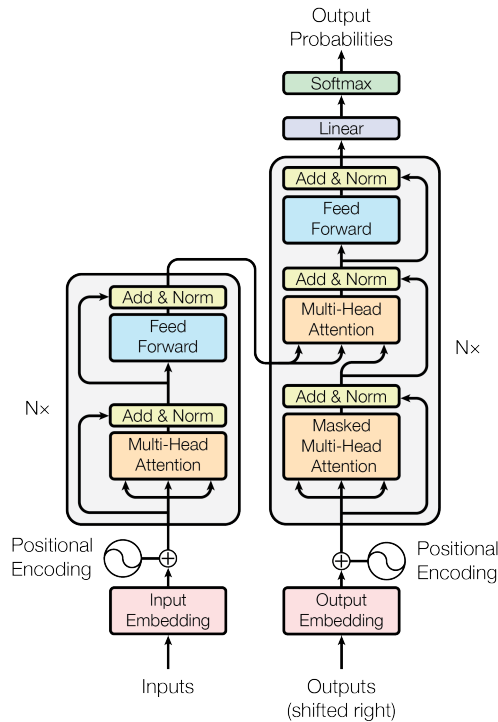 Output
Probabilities
Softmax
Linear
Add & Norm
Feed
Forward
Add & Norm
Multi-Head
Attention
N×
Add & Norm
Masked
Multi-Head
Attention
Add & Norm
Feed
Forward
N×
Add & Norm
Multi-Head
Attention
Positional
Encoding
Positional
Encoding
Input
Embedding
Output
Embedding
Inputs
Outputs
(shifted right)